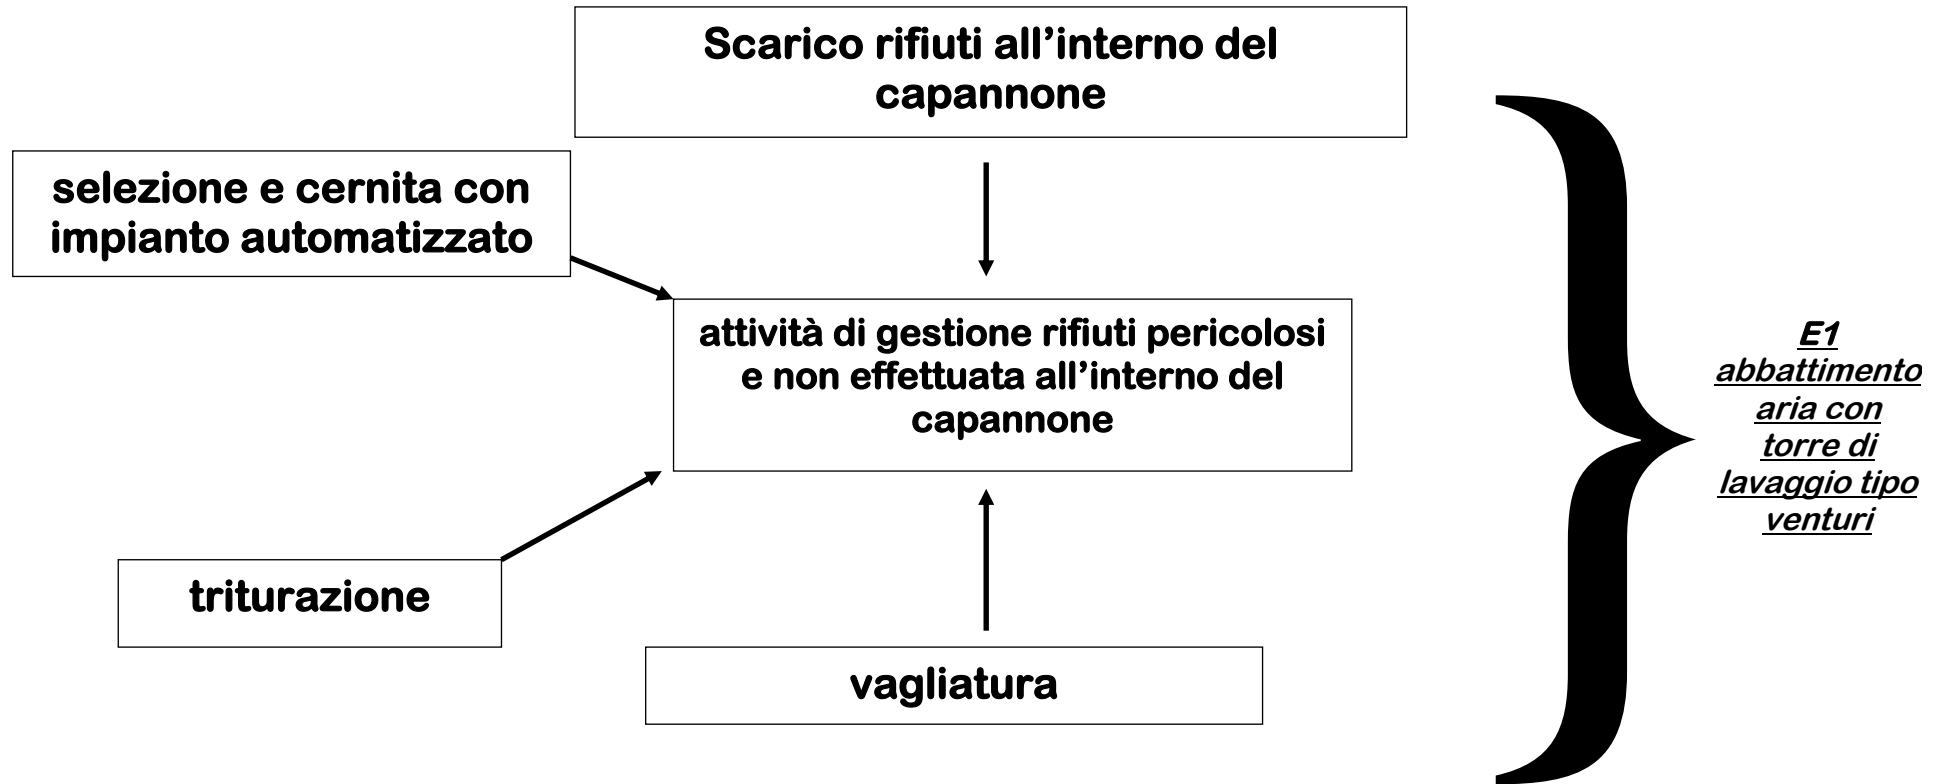 Scarico rifiuti all’interno del
capannone
selezione e cernita con
impianto automatizzato
attività di gestione rifiuti pericolosi
e non effettuata all’interno del
capannone
triturazione
vagliatura
E1
abbattimento
aria con
torre di
lavaggio tipo
venturi